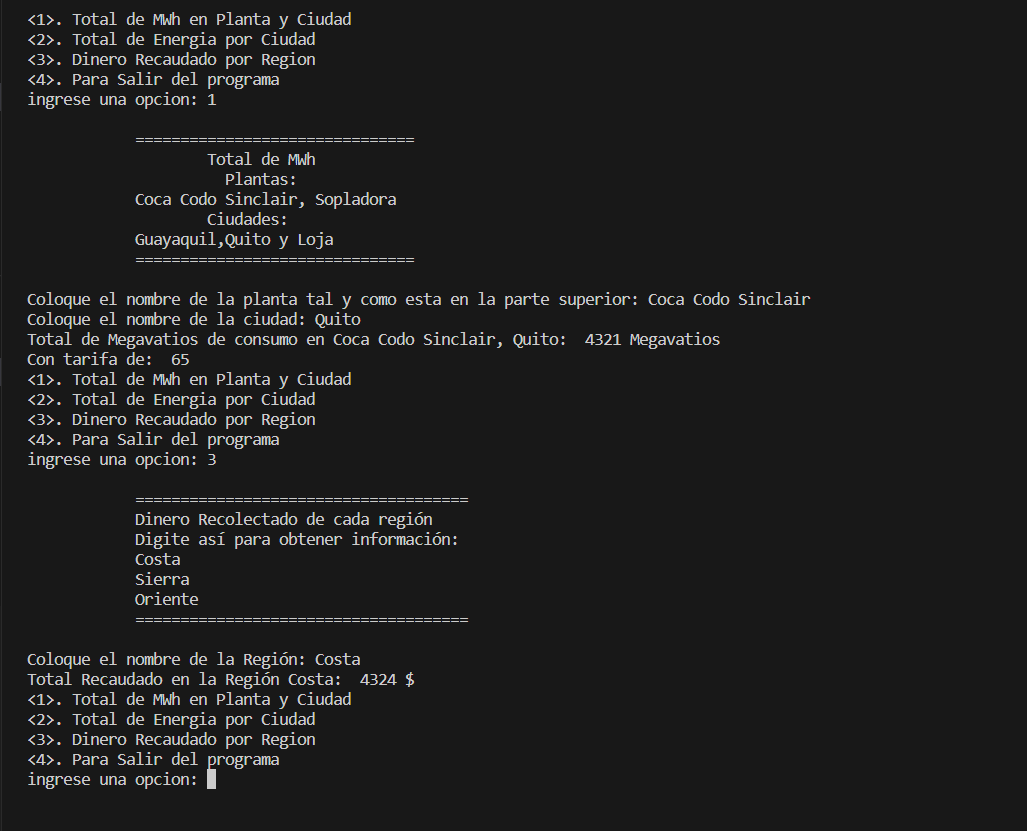 <1>. Total de MWh en Planta y Ciudad
<2>. Total de Energia por Ciudad
<3>. Dinero Recaudado por Region
<4>. Para Salir del programa
ingrese una opcion: 1
===============================
Total de MWh
Plantas:
Coca Codo Sinclair, Sopladora
Ciudades:
Guayaquil,Quito y Loja
===============================
Coloque el nombre de la planta tal y como esta en la parte superior: Coca Codo Sinclair
Coloque el nombre de la ciudad: Quito
Total de Megavatios de consumo en Coca Codo Sinclair, Quito:  4321 Megavatios
Con tarifa de:  65
<1>. Total de MWh en Planta y Ciudad
<2>. Total de Energia por Ciudad
<3>. Dinero Recaudado por Region
<4>. Para Salir del programa
ingrese una opcion: 3
=====================================
Dinero Recolectado de cada región
Digite así para obtener información:
Costa
Sierra
Oriente
=====================================
Coloque el nombre de la Región: Costa
Total Recaudado en la Región Costa:  4324 $
<1>. Total de MWh en Planta y Ciudad
<2>. Total de Energia por Ciudad
<3>. Dinero Recaudado por Region
<4>. Para Salir del programa
ingrese una opcion: